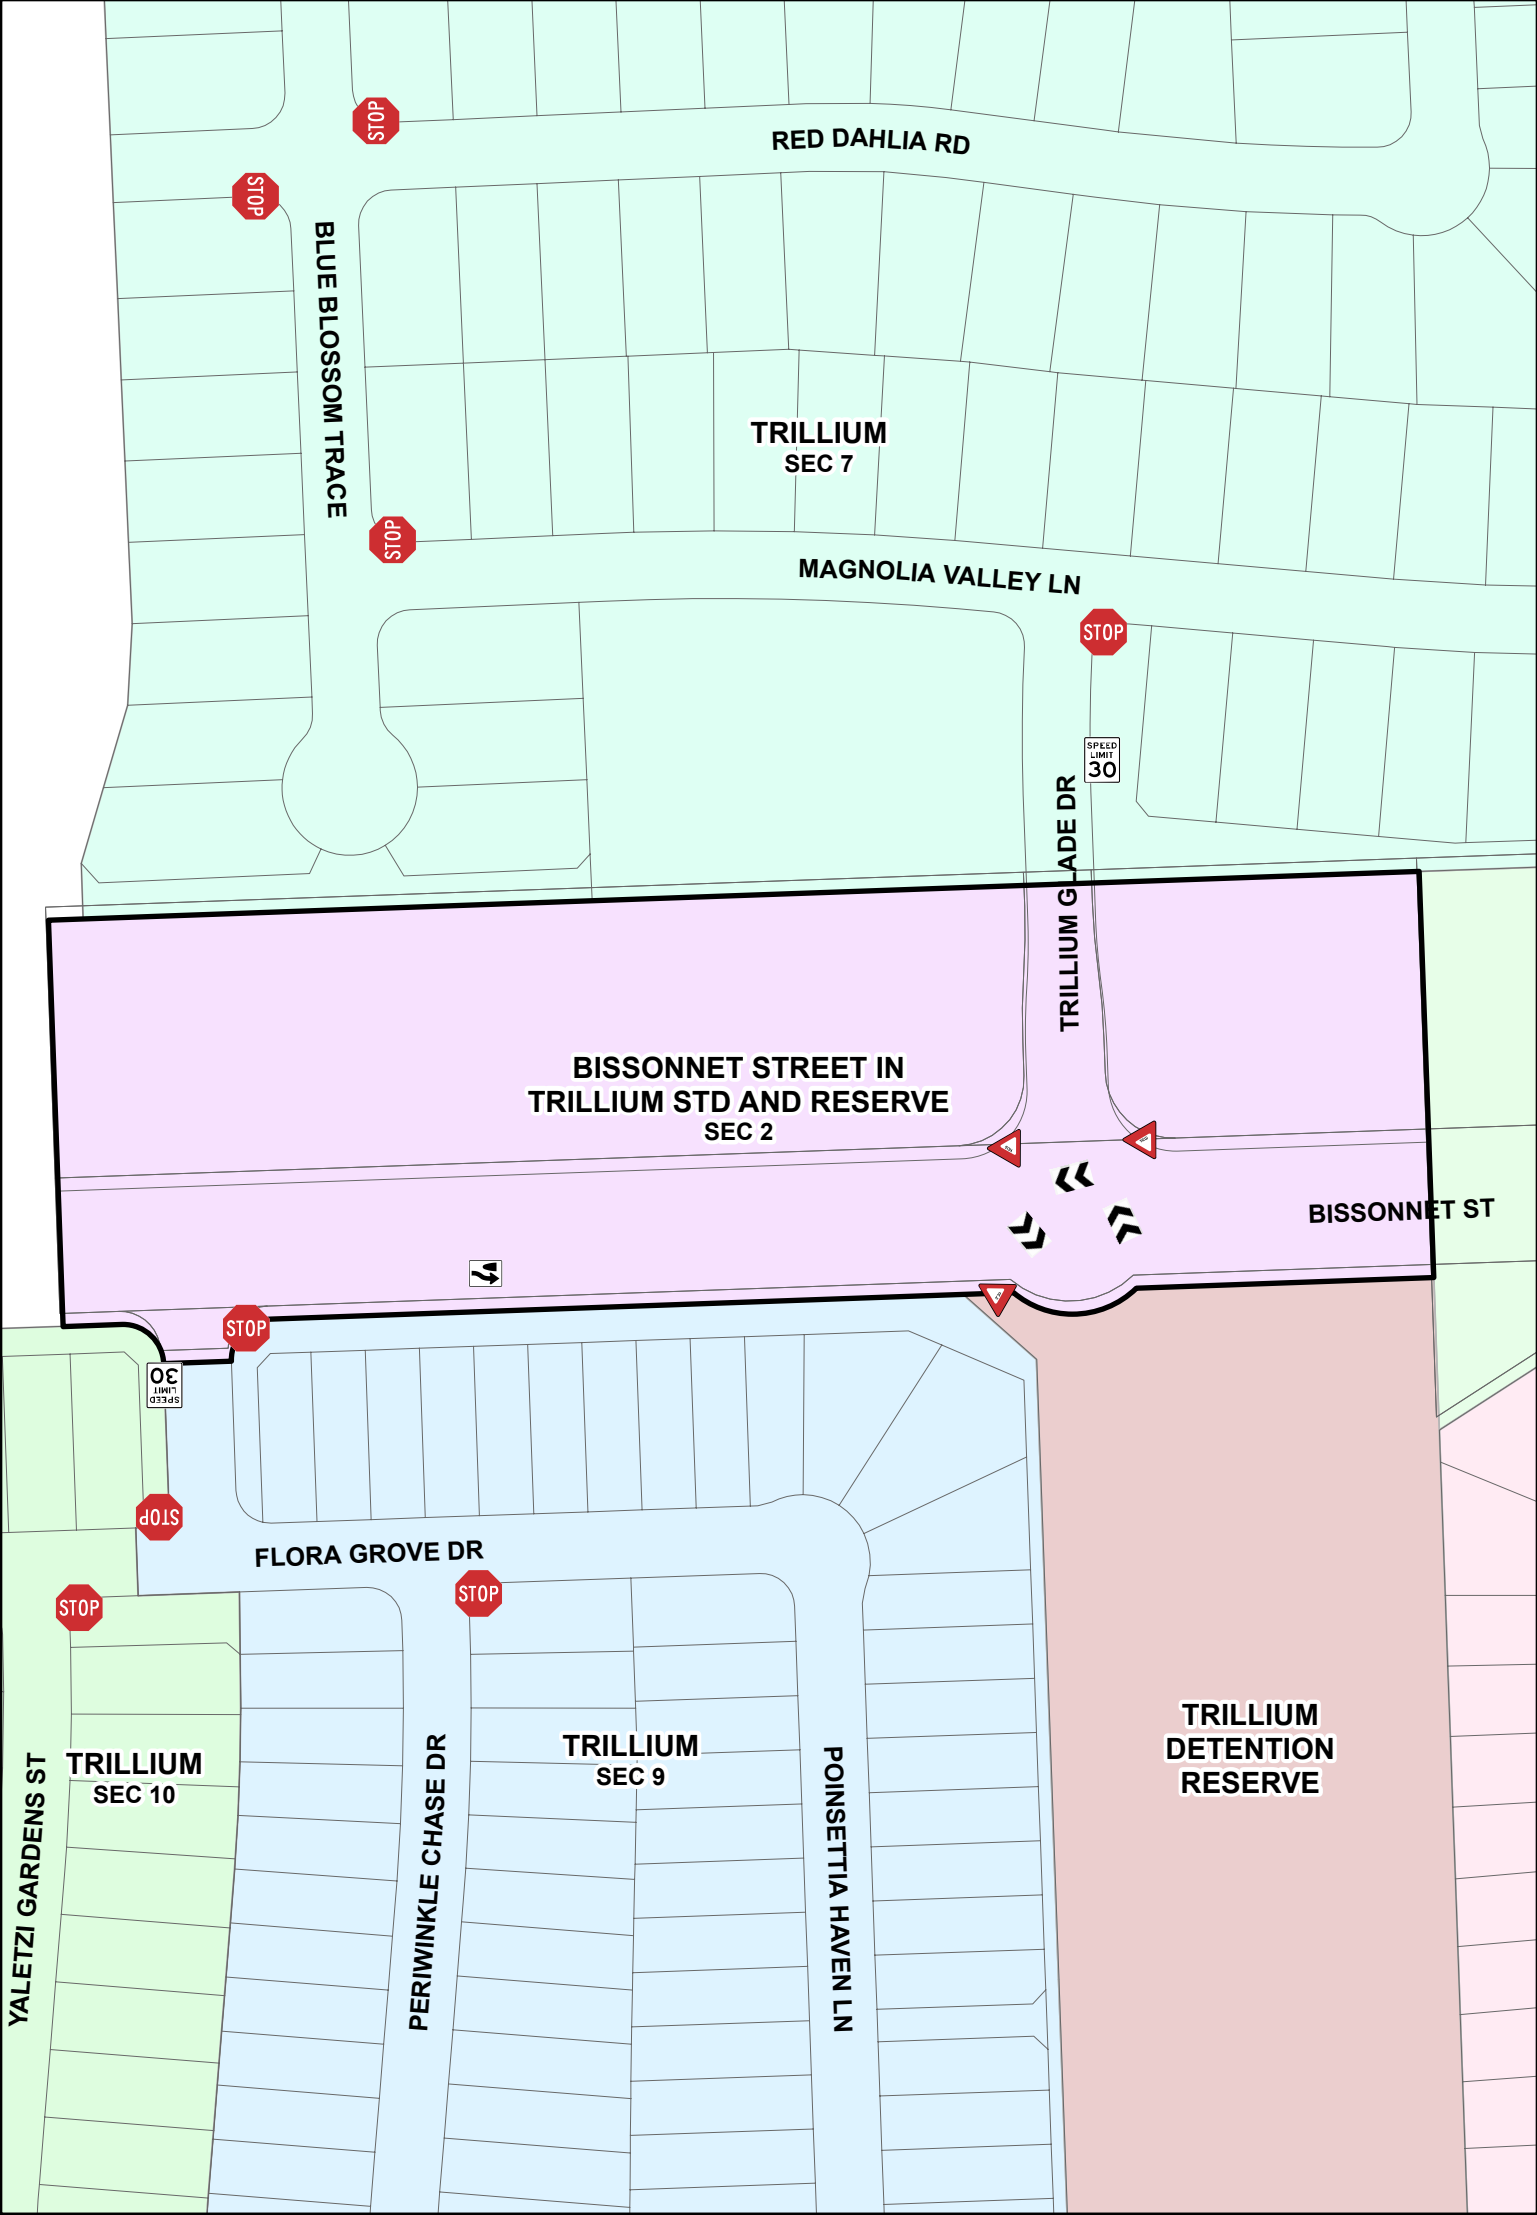 STOP
RED DAHLIA RD
STOP
BLUE BLOSSOM TRACE
TRILLIUM
SEC 7
STOP
MAGNOLIA VALLEY LN
STOP
SPEED
LIMIT
30
TRILLIUM GLADE DR
BISSONNET STREET IN
TRILLIUM STD AND RESERVE
SEC 2
BISSONNET ST
STOP
SPEED
LIMIT
30
STOP
FLORA GROVE DR
STOP
STOP
TRILLIUM
SEC 10
TRILLIUM
SEC 9
TRILLIUM
DETENTION
RESERVE
YALETZI GARDENS ST
PERIWINKLE CHASE DR
POINSETTIA HAVEN LN